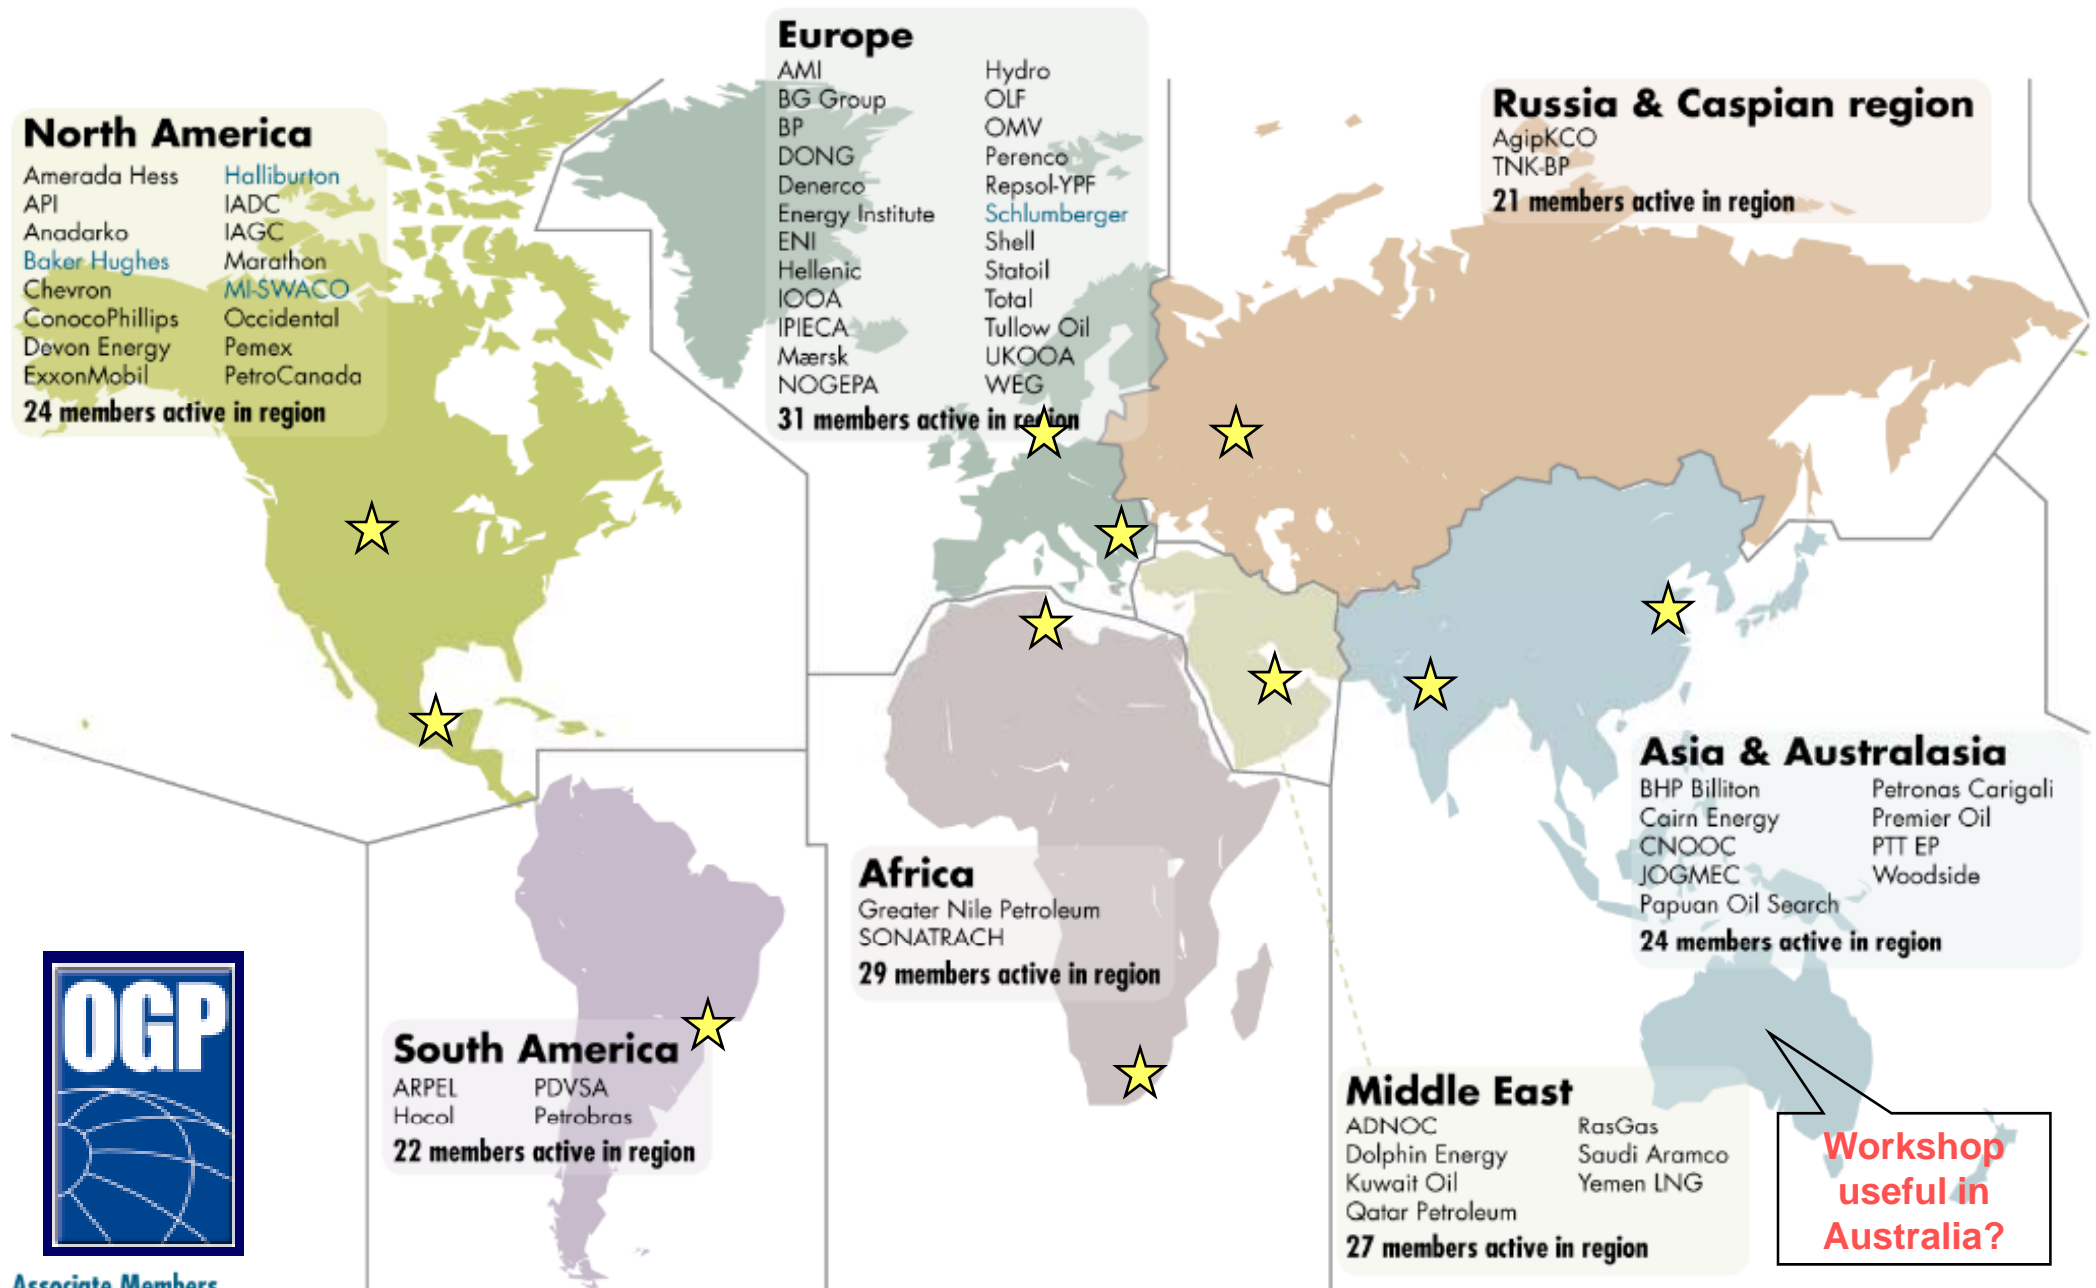 North America
Amerada Hess
API
Anadarko
Baker Hughes
Chevron
ConocoPhillips
Devon Energy
ExxonMobil
Halliburton
IADC
IAGC
Marathon
MI-SWACO
Occidental
Pemex
PetroCanada
24 members active in region
Europe
AMI
BG Group
BP
DONG
Denerco
Energy Institute
ENI
Hellenic
IOOA
IPIECA
Mærsk
NOGEPA
Hydro
OLF
OMV
Perenco
Repsol-YPF
Schlumberger
Shell
Statoil
Total
Tullow Oil
UKOOA
WEG
31 members active in region
Russia & Caspian region
AgipKCO
TNK-BP
21 members active in region
Asia & Australasia
BHP Billiton
Cairn Energy
CNOOC
JOGMEC
Papuan Oil Search
Petronas Carigali
Premier Oil
PTT EP
Woodside
24 members active in region
Africa
Greater Nile Petroleum
SONATRACH
29 members active in region
South America
ARPEL
Hocol
PDVSA
Petrobras
22 members active in region
Middle East
ADNOC
Dolphin Energy
Kuwait Oil
Qatar Petroleum
RasGas
Saudi Aramco
Yemen LNG
27 members active in region
Workshop
useful in
Australia?
OGP
Associate Members